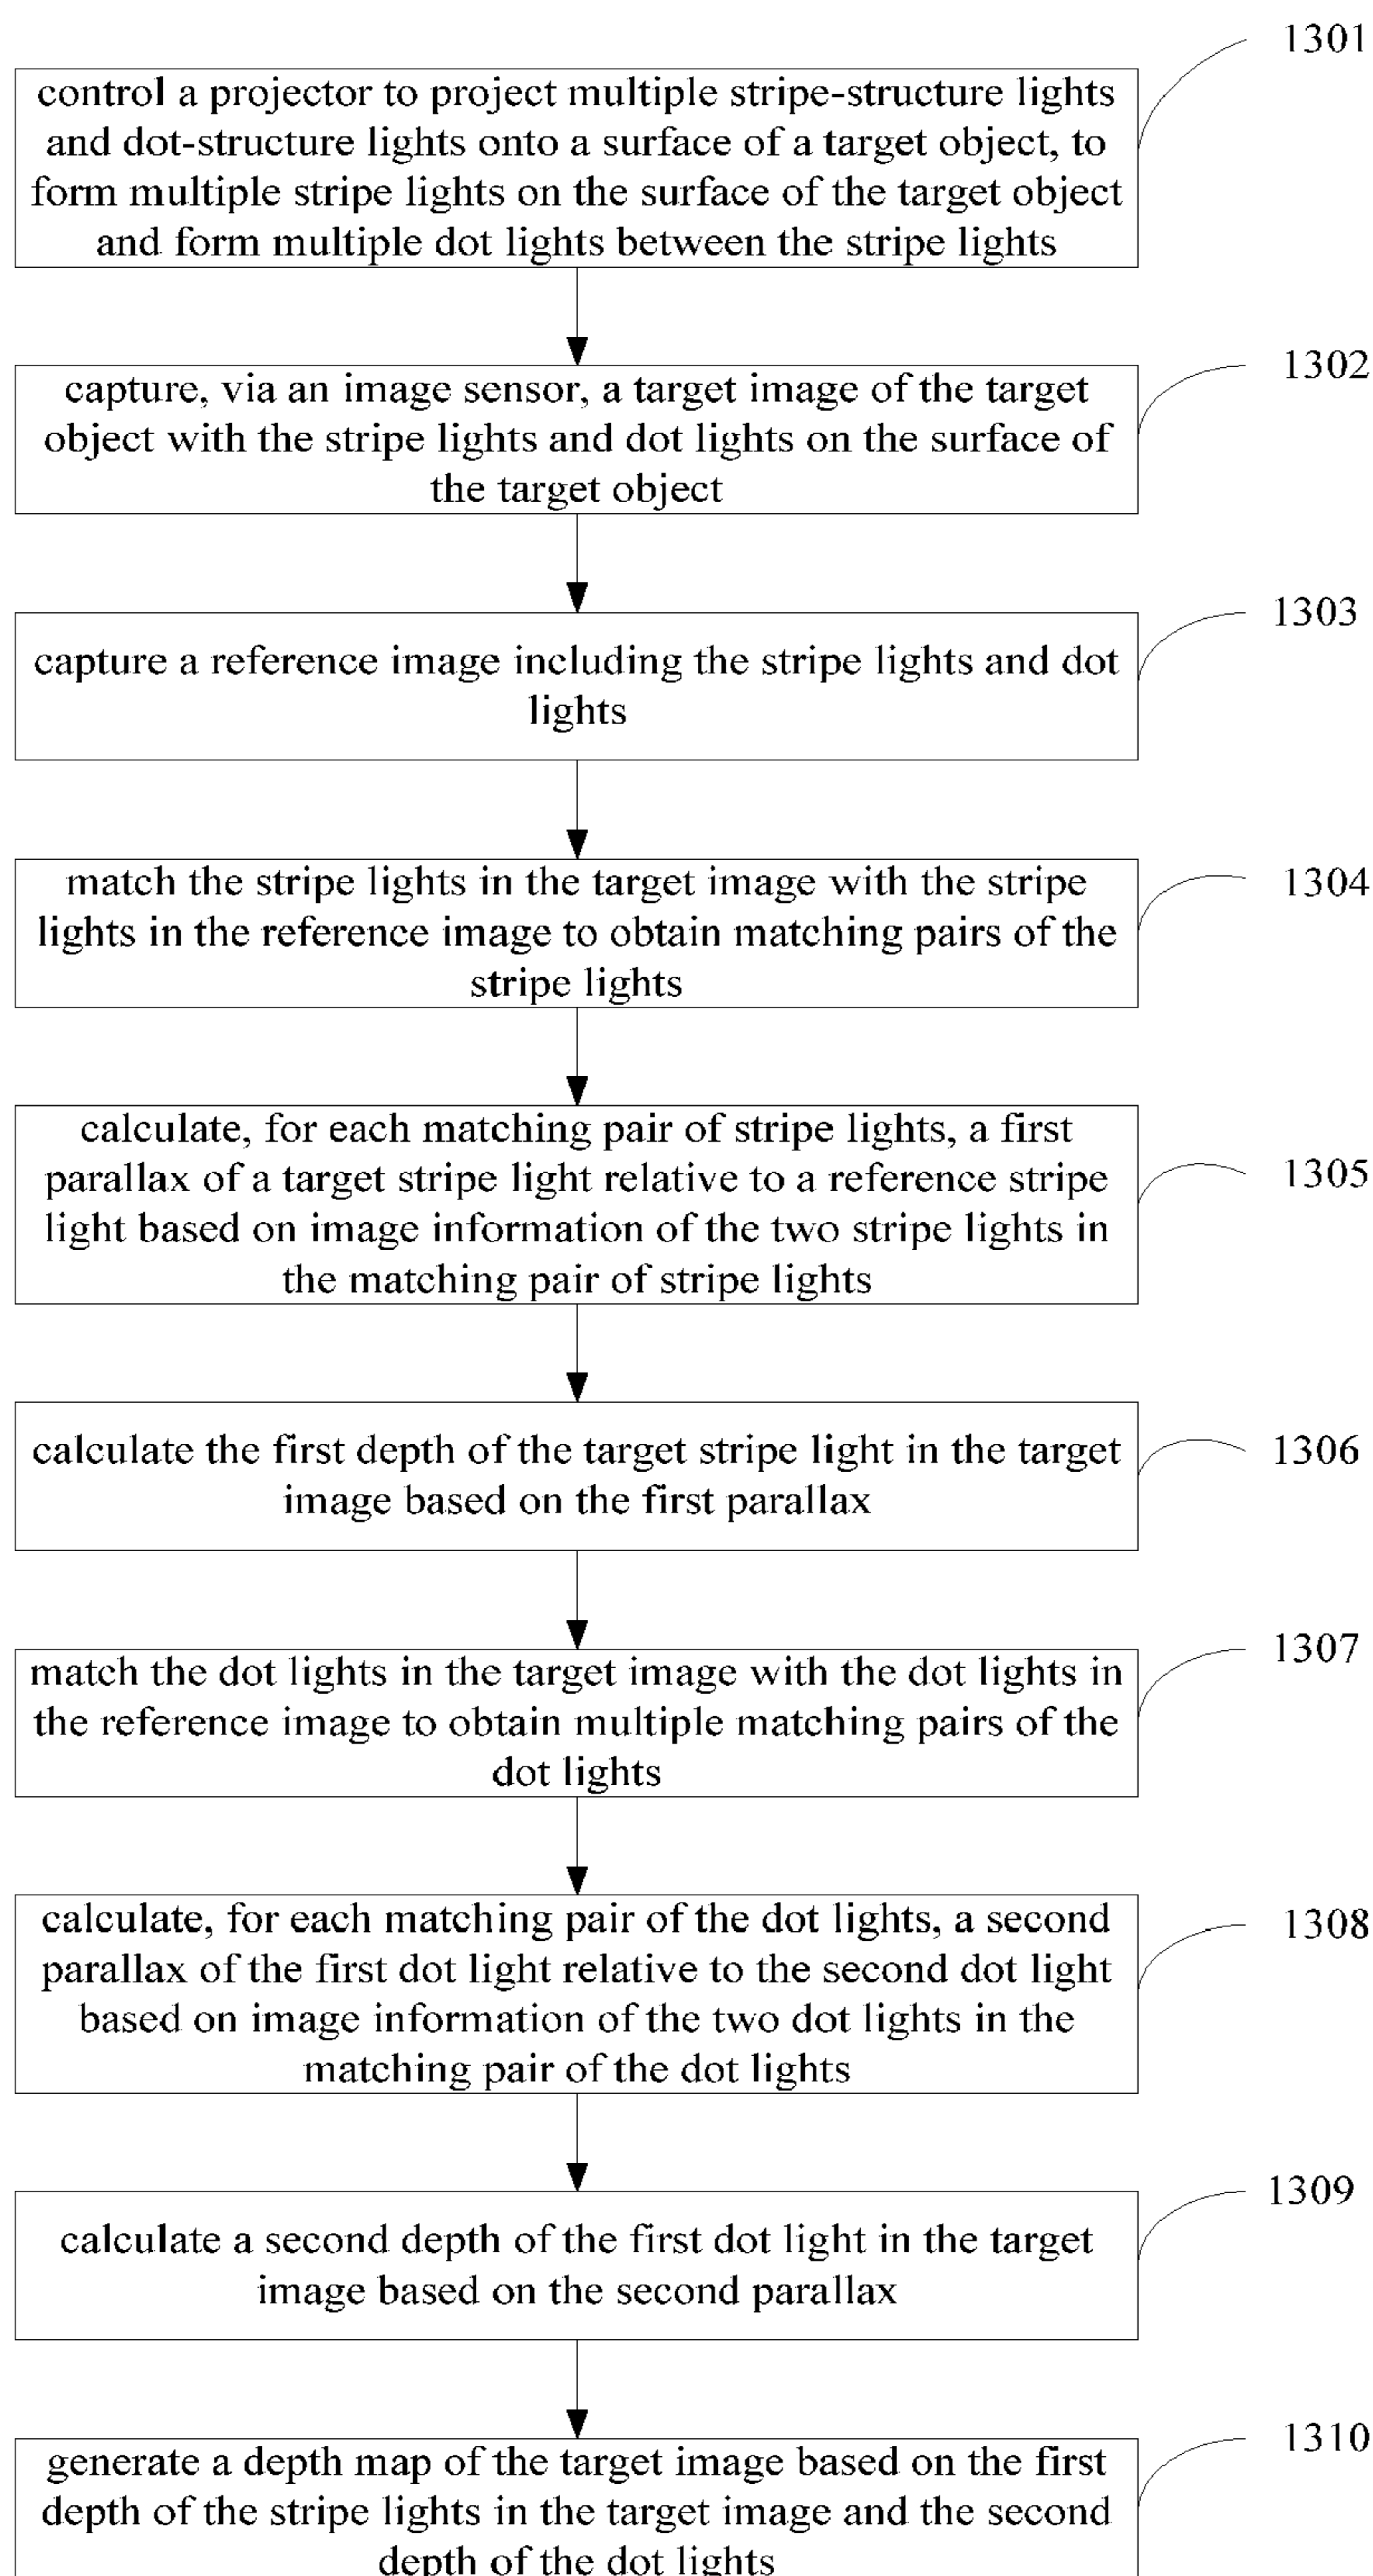 1301
control a projector to project multiple stripe-structure lights
and dot-structure lights onto a surface of a target object, to
form multiple stripe lights on the surface of the target object
and form multiple dot lights between the stripe lights
1302
capture, via an image sensor, a target image of the target
object with the stripe lights and dot lights on the surface of
the target object
1303
capture a reference image including the stripe lights and dot
lights
1304
match the stripe lights in the target image with the stripe
lights in the reference image to obtain matching pairs of the
stripe lights
calculate, for each matching pair of stripe lights, a first
parallax of a target stripe light relative to a reference stripe
1305
light based on image information of the two stripe lights in
the matching pair of stripe lights
1306
calculate the first depth of the target stripe light in the target
image based on the first parallax
1307
match the dot lights in the target image with the dot lights in
the reference image to obtain multiple matching pairs of the
dot lights
1308
calculate, for each matching pair of the dot lights, a second
parallax of the first dot light relative to the second dot light
based on image information of the two dot lights in the
matching pair of the dot lights
1309
calculate a second depth of the first dot light in the target
image based on the second parallax
1310
generate a depth map of the target image based on the first
depth of the stripe lights in the target image and the second
depth of the dot lights